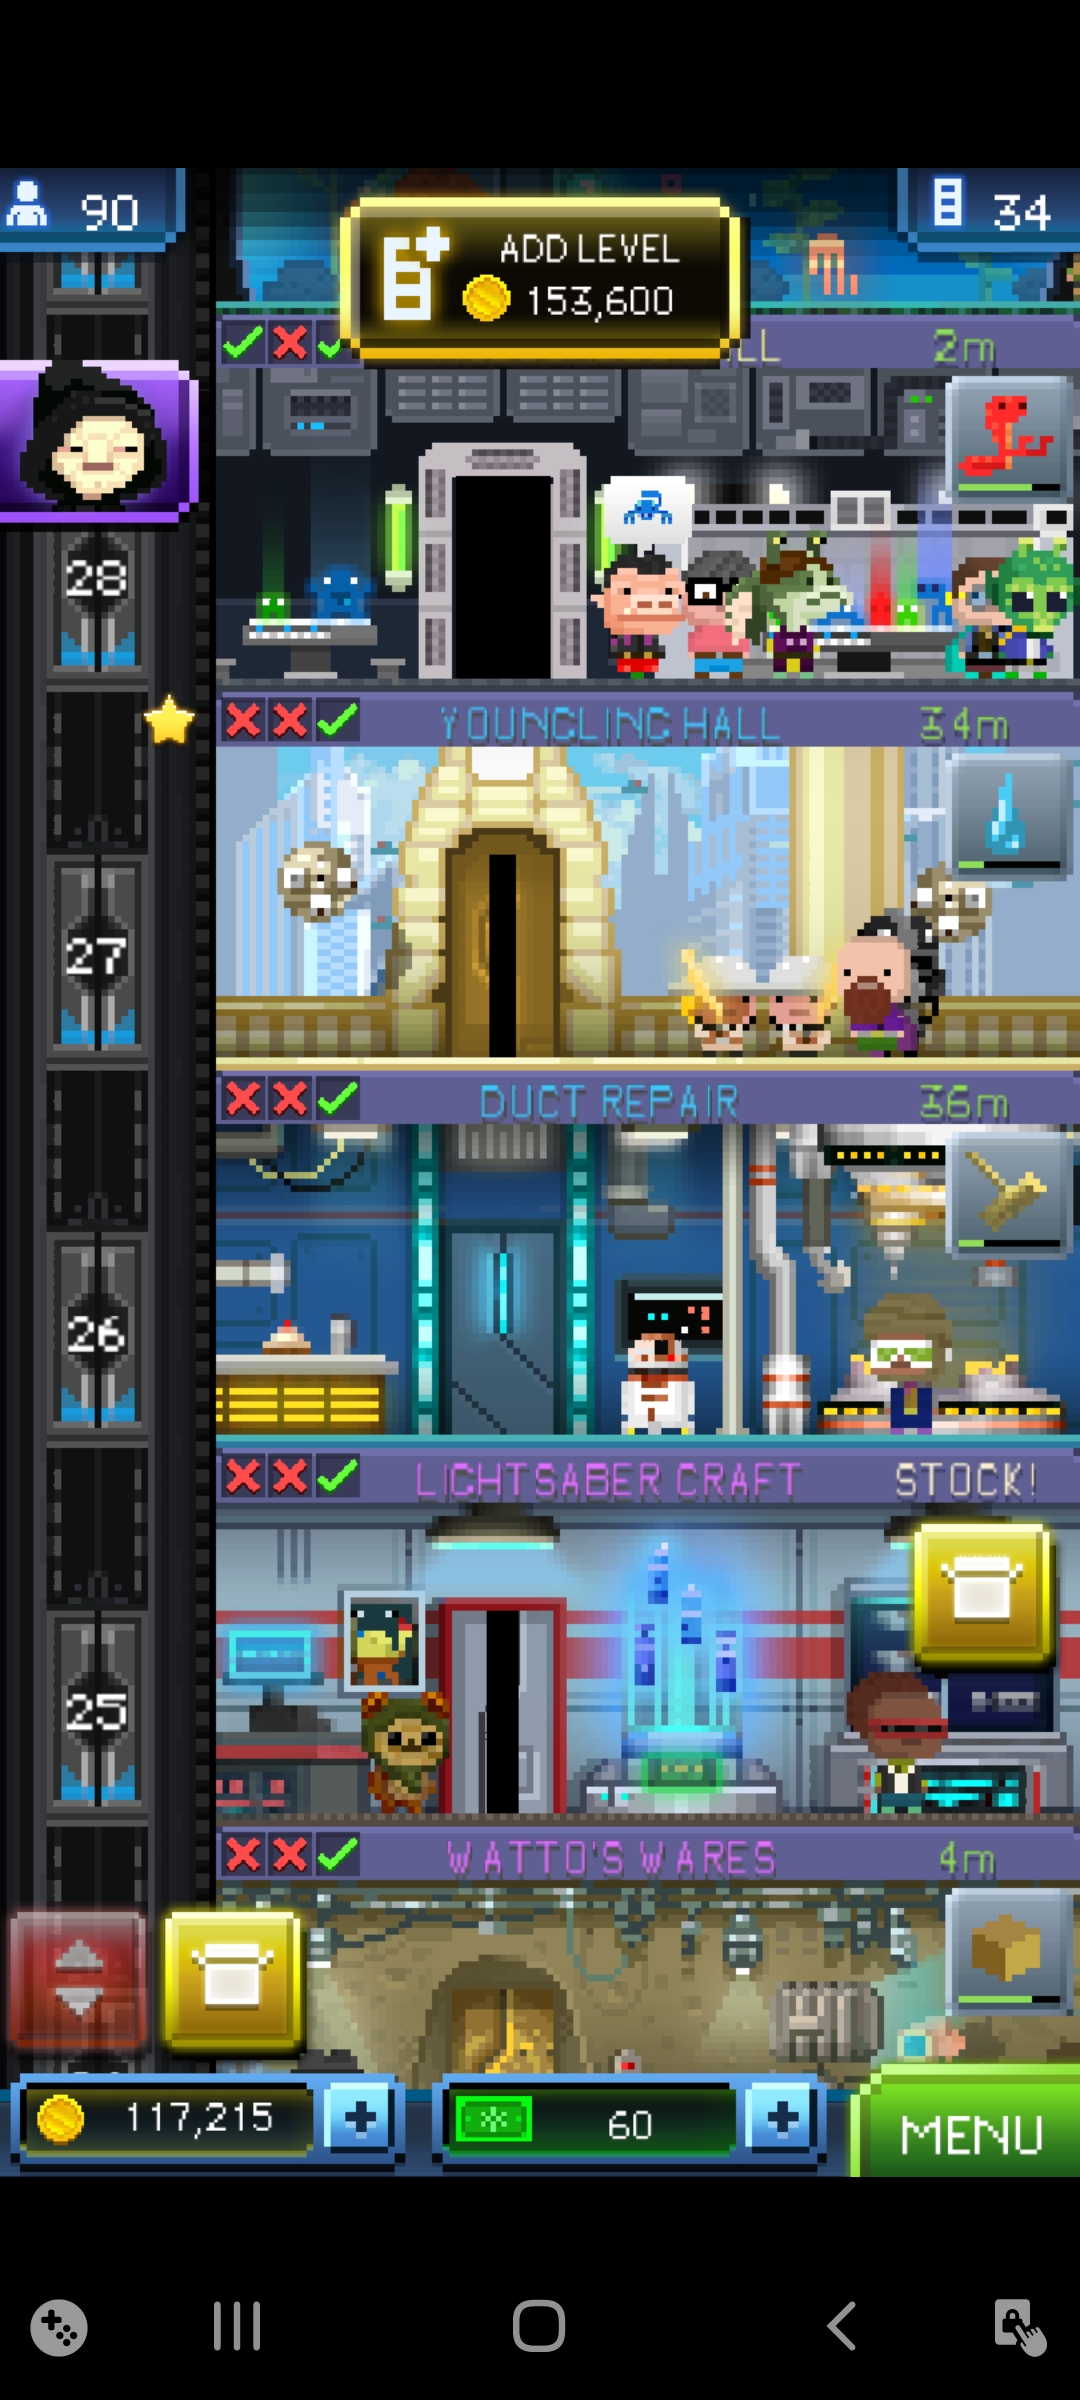 90
ADD LEVEL
153,600
34
LL
2m
28
YOUNGLING HALL
34m
27
DUCT REPAIR
36m
26
LIGHTSABER CRAFT
STOCK!
25
WATTO'S WARES
4m
117,215
60
MENU